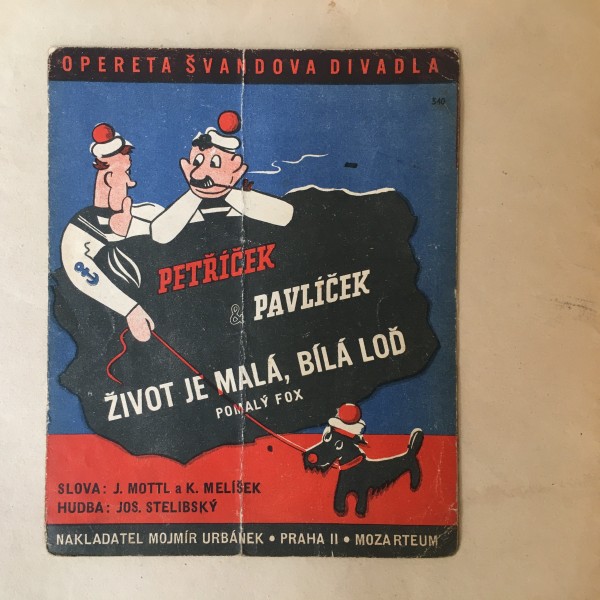 OPERETA ŠVANDOVA DIVADLA
540
PETŘÍČEK
& PAVLÍČEK
ŽIVOT JE MALÁ, BÍLÁ LOĎ
POMALÝ FOX
SLOVA: J. MOTTL a K. MELÍŠEK
HUDBA: JOS. STELIBSKÝ
NAKLADATEL MOJMÍR URBÁNEK • PRAHA II • MOZARTEUM